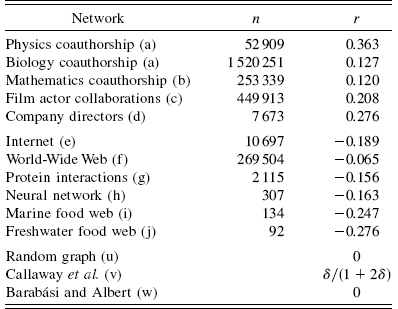 Network n r
Physics coauthorship (a) 52 909 0.363
Biology coauthorship (a) 1 520 251 0.127
Mathematics coauthorship (b) 253 339 0.120
Film actor collaborations (c) 449 913 0.208
Company directors (d) 7 673 0.276
Internet (e) 10 697 −0.189
World-Wide Web (f) 269 504 −0.065
Protein interactions (g) 2 115 −0.156
Neural network (h) 307 −0.163
Marine food web (i) 134 −0.247
Freshwater food web (j) 92 −0.276
Random graph (u) 0
Callaway et al. (v) δ/(1 + 2δ)
Barabási and Albert (w) 0